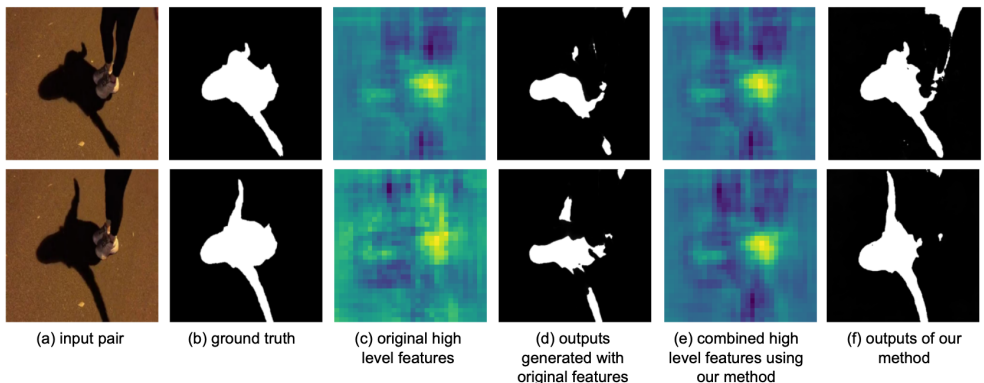 (a) input pair
(b) ground truth
(c) original high
level features
(d) outputs
generated with
original features
(e) combined high
level features using
our method
(f) outputs of our
method